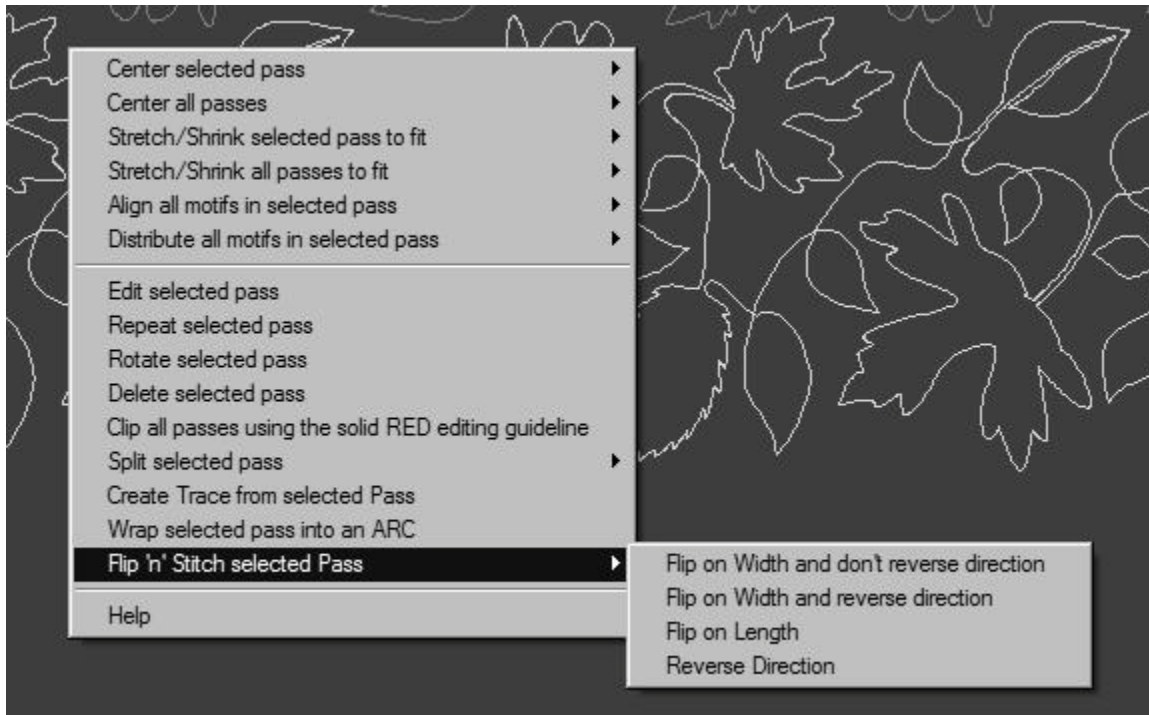 Center selected pass
Center all passes
Stretch/Shrink selected pass to fit
Stretch/Shrink all passes to fit
Align all motifs in selected pass
Distribute all motifs in selected pass
Edit selected pass
Repeat selected pass
Rotate selected pass
Delete selected pass
Clip all passes using the solid RED editing guideline
Split selected pass
Create Trace from selected Pass
Wrap selected pass into an ARC
Flip 'n' Stitch selected Pass
Help
Flip on Width and don't reverse direction
Flip on Width and reverse direction
Flip on Length
Reverse Direction